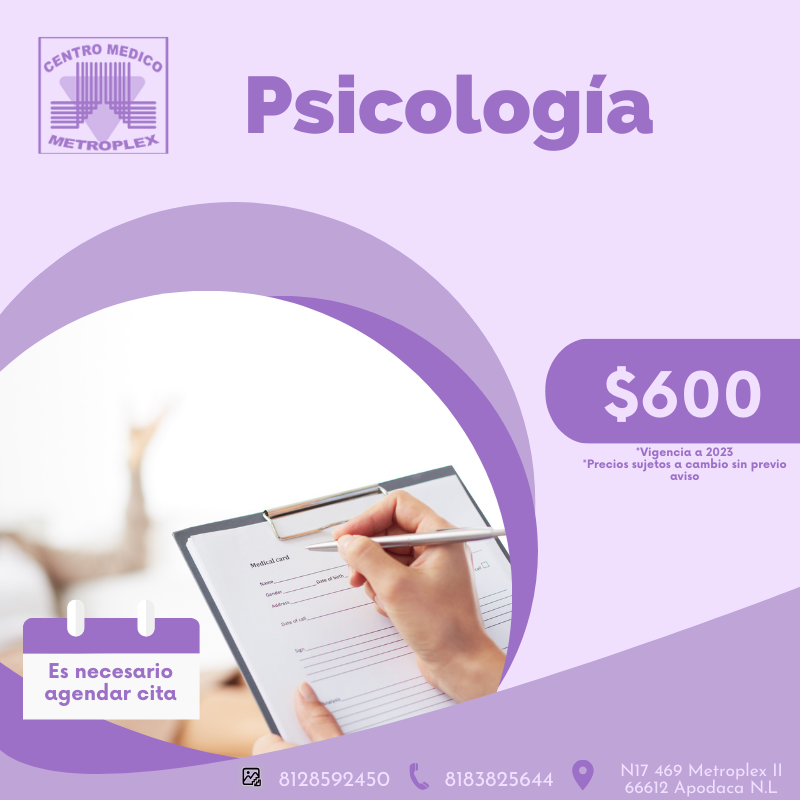 CENTRO MEDICO
METROPLEX
Psicología
$600
*Vigencia a 2023
*Precios sujetos a cambio sin previo
aviso
Medical card
Name
Date of birth
Gender
Address
Date of call
Sign
Es necesario
agendar cita
8128592450
8183825644
N17 469 Metroplex ll
66612 Apodaca N.L